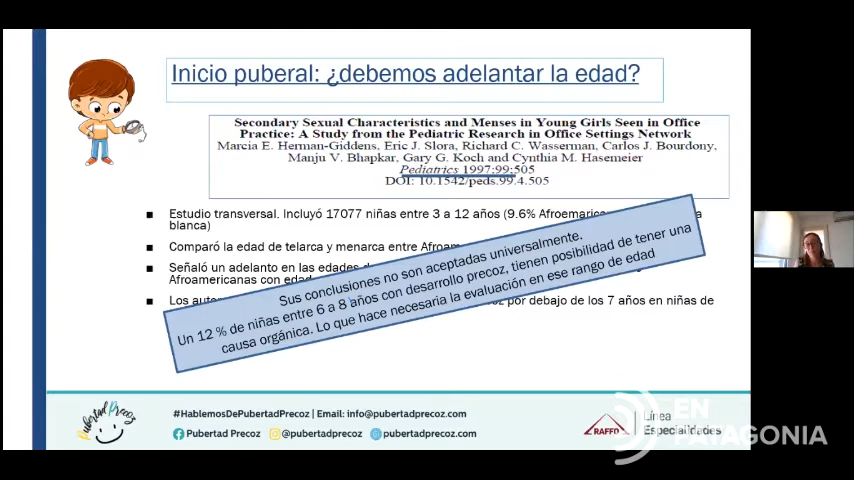 Inicio puberal: ¿debemos adelantar la edad?
Secondary Sexual Characteristics and Menses in Young Girls Seen in Office
Practice: A Study from the Pediatric Research in Office Settings Network
Marcia E. Herman-Giddens, Eric J. Slora, Richard C. Wasserman, Carlos J. Bourdony,
Manju V. Bhapkar, Gary G. Koch and Cynthia M. Hasemeier
Pediatrics 1997;99;505
DOI: 10.1542/peds.99.4.505
■ Estudio transversal. Incluyó 17077 niñas entre 3 a 12 años (9.6% Afroemarica
blanca)
■ Comparó la edad de telarca y menarca entre Afroam
■ Señaló un adelanto en las edades d
Afroamericanas con edad
■ Los autor
por debajo de los 7 años en niñas de
Sus conclusiones no son aceptadas universalmente.
Un 12 % de niñas entre 6 a 8 años con desarrollo precoz, tienen posibilidad de tener una
causa orgánica. Lo que hace necesaria la evaluación en ese rango de edad
Pubertad Precoz
#HablemosDePubertadPrecoz | Email: info@pubertadprecoz.com
Pubertad Precoz @pubertadprecoz pubertadprecoz.com
RAFFO
Línea
Especialidades
EN
PATAGONIA